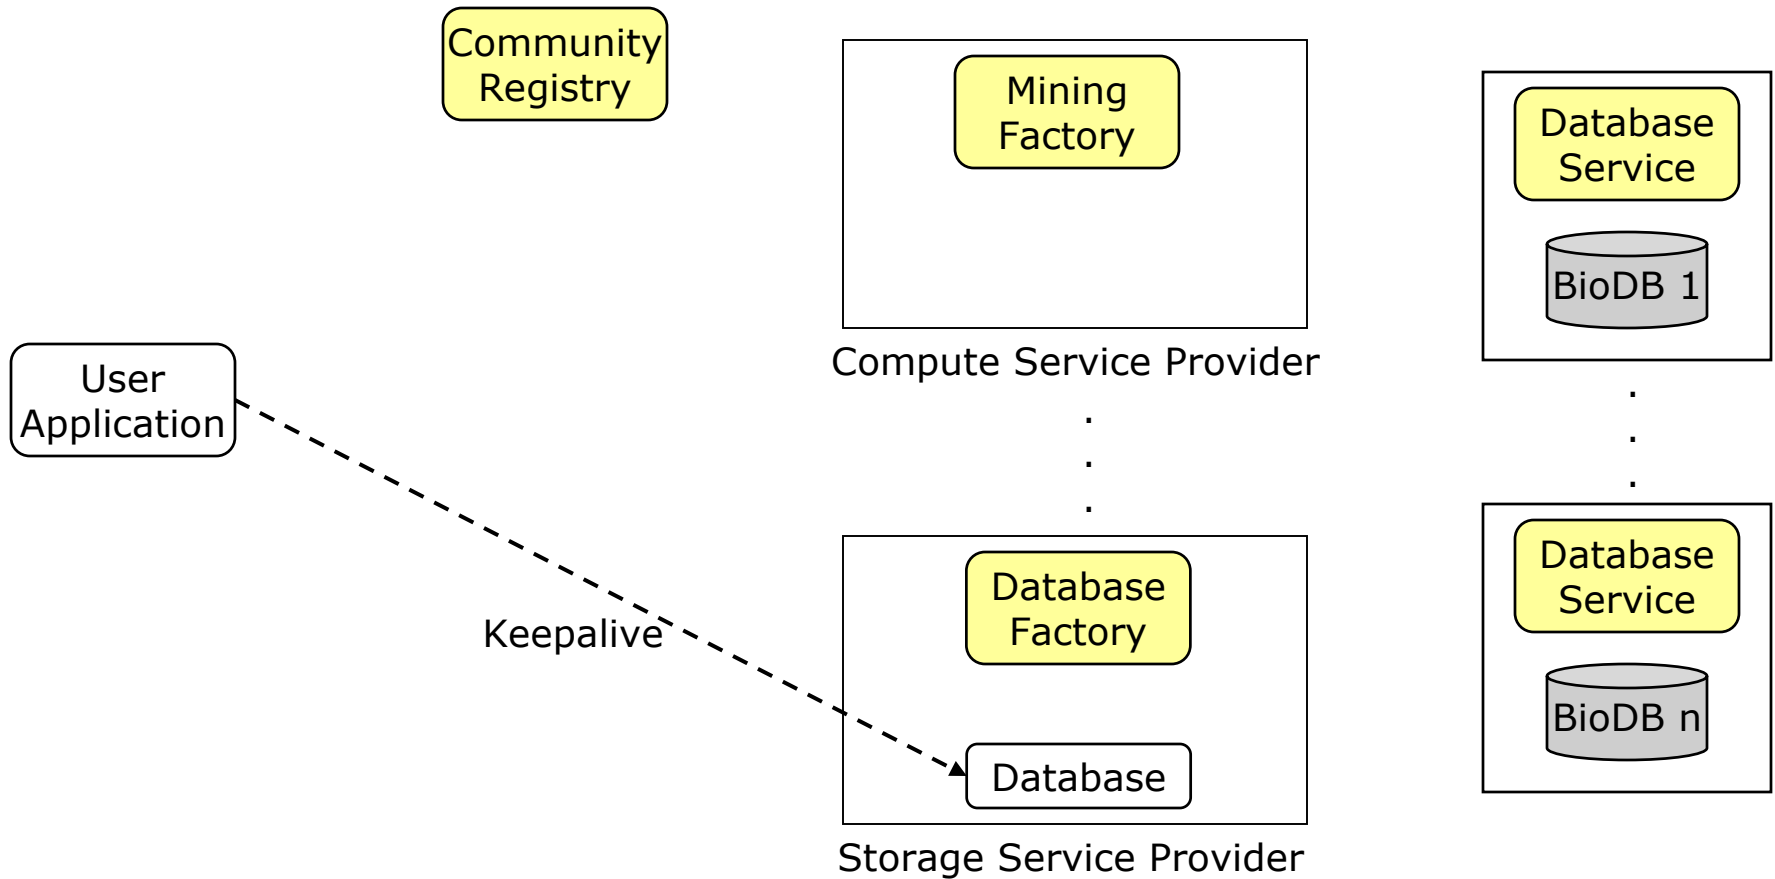 Community
Registry
Mining
Factory
Database
Service
BioDB 1
User
Application
Compute Service Provider
.
.
.
.
.
.
Database
Factory
Database
Service
Keepalive
BioDB n
Database
Storage Service Provider